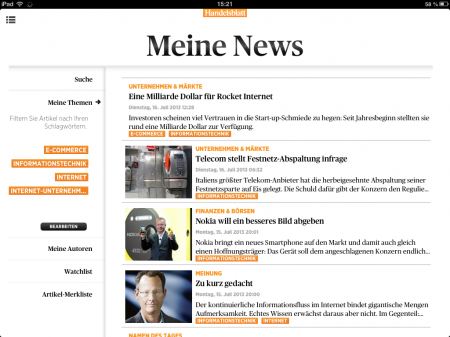 iPad
15:21
58 %
Handelsblatt
Meine News
Suche
Meine Themen
Filtern Sie Artikel nach Ihren
Schlagwörtern.
E-COMMERCE
INFORMATIONSTECHNIK
INTERNET
INTERNET-UNTERNEHM...
BEARBEITEN
Meine Autoren
Watchlist
Artikel-Merkliste
UNTERNEHMEN & MÄRKTE
Eine Milliarde Dollar für Rocket Internet
Dienstag, 16. Juli 2013 12:26
Investoren scheinen viel Vertrauen in die Start-up-Schmiede zu hegen: Seit Jahresbeginn stellten sie
rund eine Milliarde Dollar zur Verfügung.
E-COMMERCE INFORMATIONSTECHNIK
UNTERNEHMEN & MÄRKTE
Telecom stellt Festnetz-Abspaltung infrage
Dienstag, 16. Juli 2013 06:32
Italiens größter Telekom-Anbieter hat die herbeigesehnte Abspaltung seiner
Festnetzsparte auf Eis gelegt. Die Schuld dafür gibt der Konzern den Regulie...
INFORMATIONSTECHNIK
FINANZEN & BÖRSEN
Nokia will ein besseres Bild abgeben
Montag, 15. Juli 2013 20:01
Nokia bringt ein neues Smartphone auf den Markt und damit auch gleich
einen Hoffnungsträger: Das Gerät soll dem angeschlagenen Konzern endlich...
INFORMATIONSTECHNIK
MEINUNG
Zu kurz gedacht
Montag, 15. Juli 2013 20:00
Der kontinuierliche Informationsfluss im Internet bindet gigantische Mengen
Aufmerksamkeit. Echtes Wissen erwächst daraus aber nicht. Im Gegenteil:...
INFORMATIONSTECHNIK INTERNET
NAMEN DES TAGES